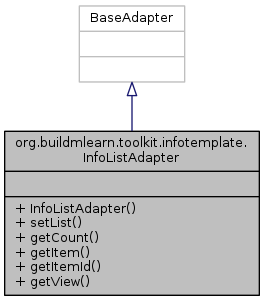 BaseAdapter
org.buildmlearn.toolkit.infotemplate.
InfoListAdapter
+ InfoListAdapter()
+ setList()
+ getCount()
+ getItem()
+ getItemId()
+ getView()